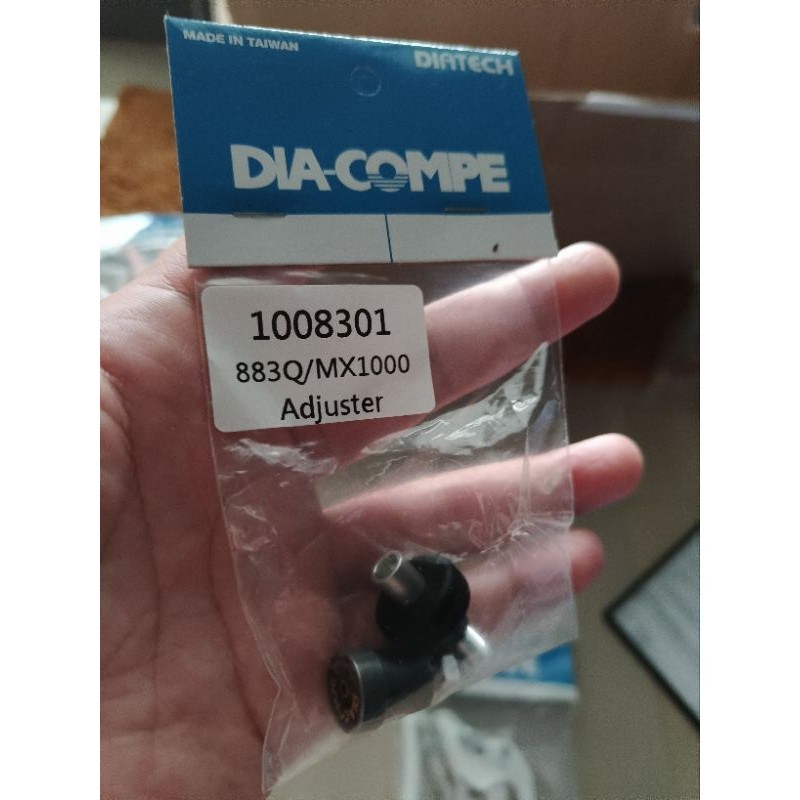 MADE IN TAIWAN
DIATECH
DIA-COMPE
1008301
883Q/MX1000
Adjuster